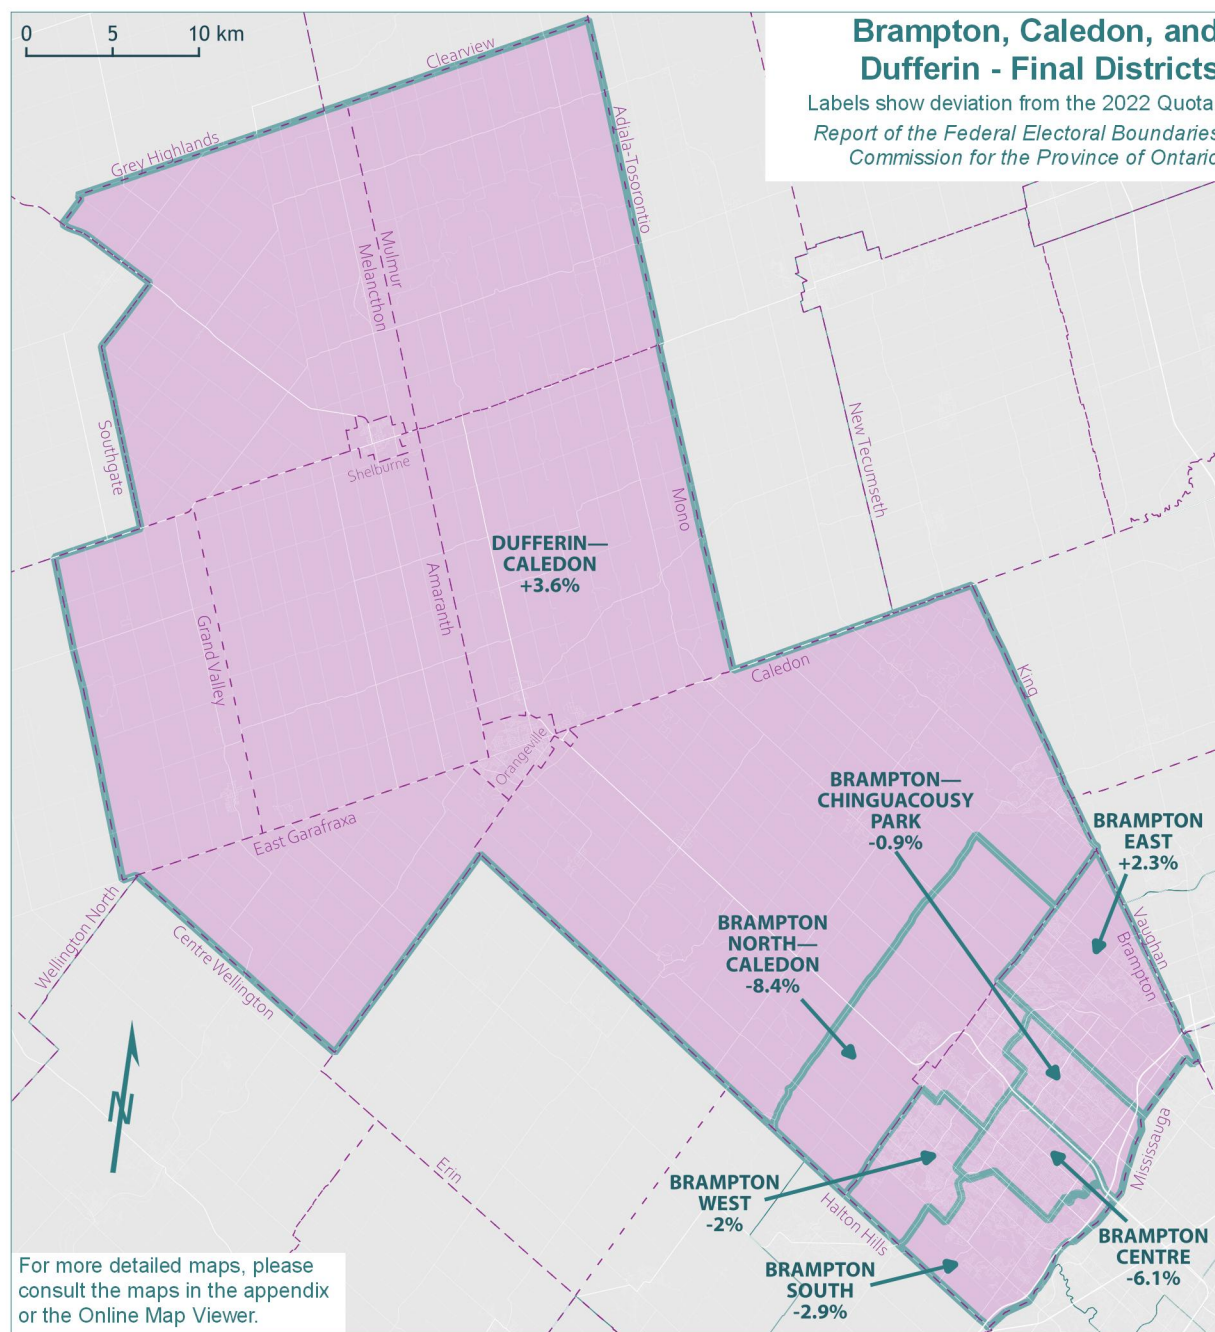 0 5 10 km
Brampton, Caledon, and
Dufferin - Final Districts
Labels show deviation from the 2022 Quota
Report of the Federal Electoral Boundaries
Commission for the Province of Ontario
Clearview
Grey Highlands
Adjala-Tosorontio
Mulmur
Melancthon
Southgate
Shelburne
New Tecumseth
Mono
DUFFERIN—
CALEDON
+3.6%
Amaranth
Grand Valley
Caledon
King
Orangeville
East Garafraxa
BRAMPTON—
CHINGUACOUSY
PARK
-0.9%
BRAMPTON
EAST
+2.3%
Wellington North
Centre Wellington
BRAMPTON
NORTH—
CALEDON
-8.4%
Vaughan
Brampton
N
Mississauga
Erin
BRAMPTON
WEST
-2%
Halton Hills
BRAMPTON
CENTRE
-6.1%
BRAMPTON
SOUTH
-2.9%
For more detailed maps, please
consult the maps in the appendix
or the Online Map Viewer.